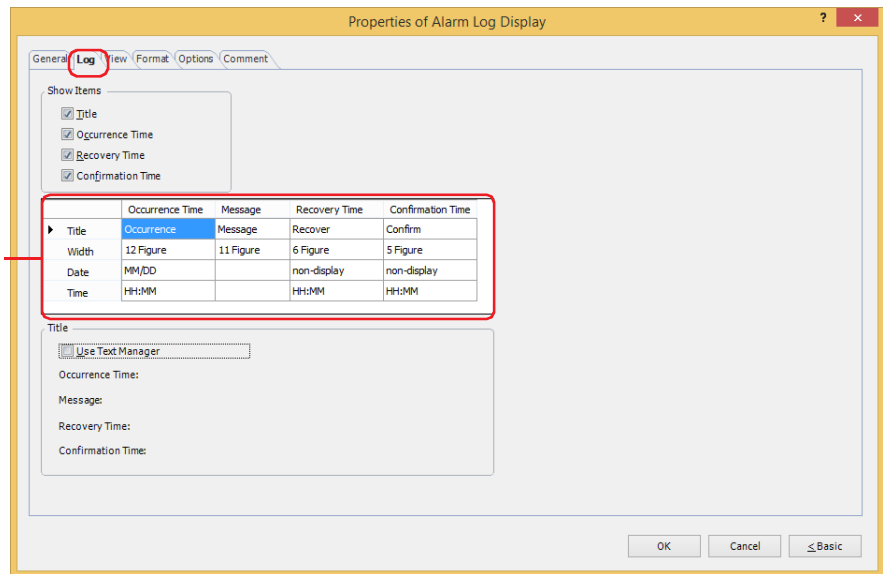 Properties of Alarm Log Display ? ×
General Log View Format Options Comment
Show Items
Title
Occurrence Time
Recovery Time
Confirmation Time
Occurrence Time Message Recovery Time Confirmation Time
Title Occurrence Message Recover Confirm
Width 12 Figure 11 Figure 6 Figure 5 Figure
Date MM/DD non-display non-display
Time HH:MM HH:MM HH:MM
Title
Use Text Manager
Occurrence Time:
Message:
Recovery Time:
Confirmation Time:
OK Cancel < Basic